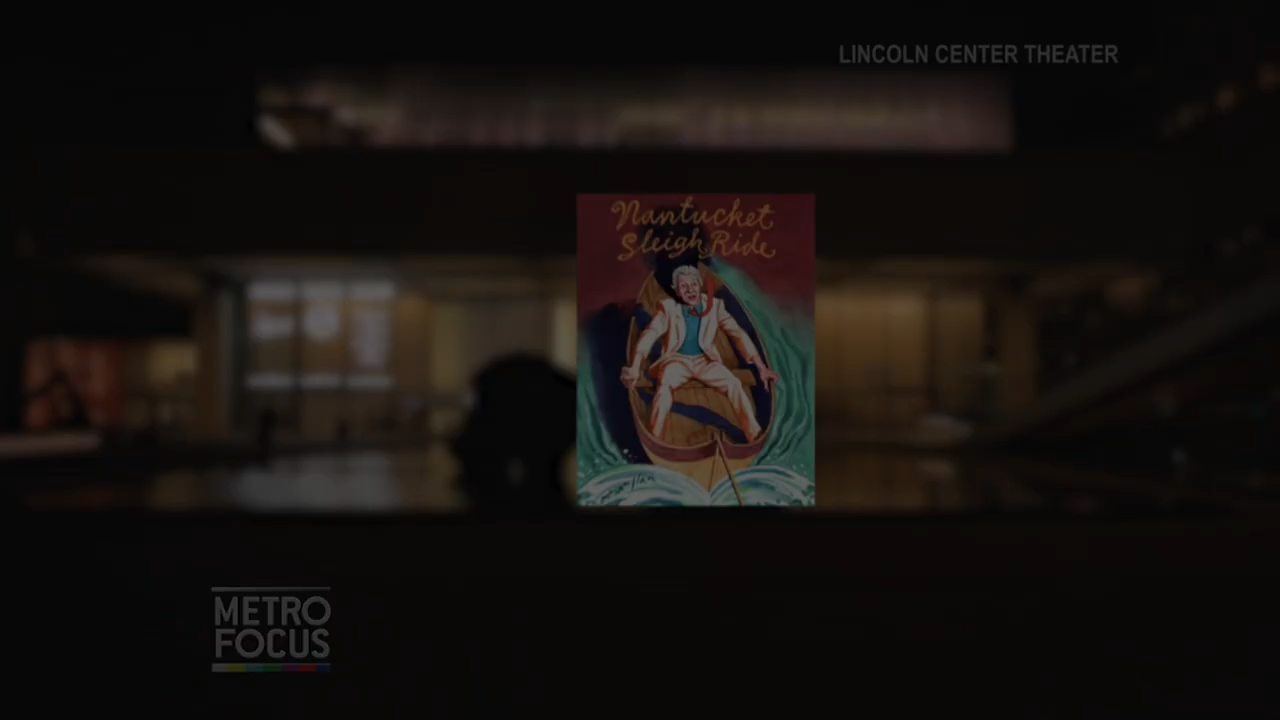 LINCOLN CENTER THEATER
Nantucket
Sleigh Ride
METRO
FOCUS